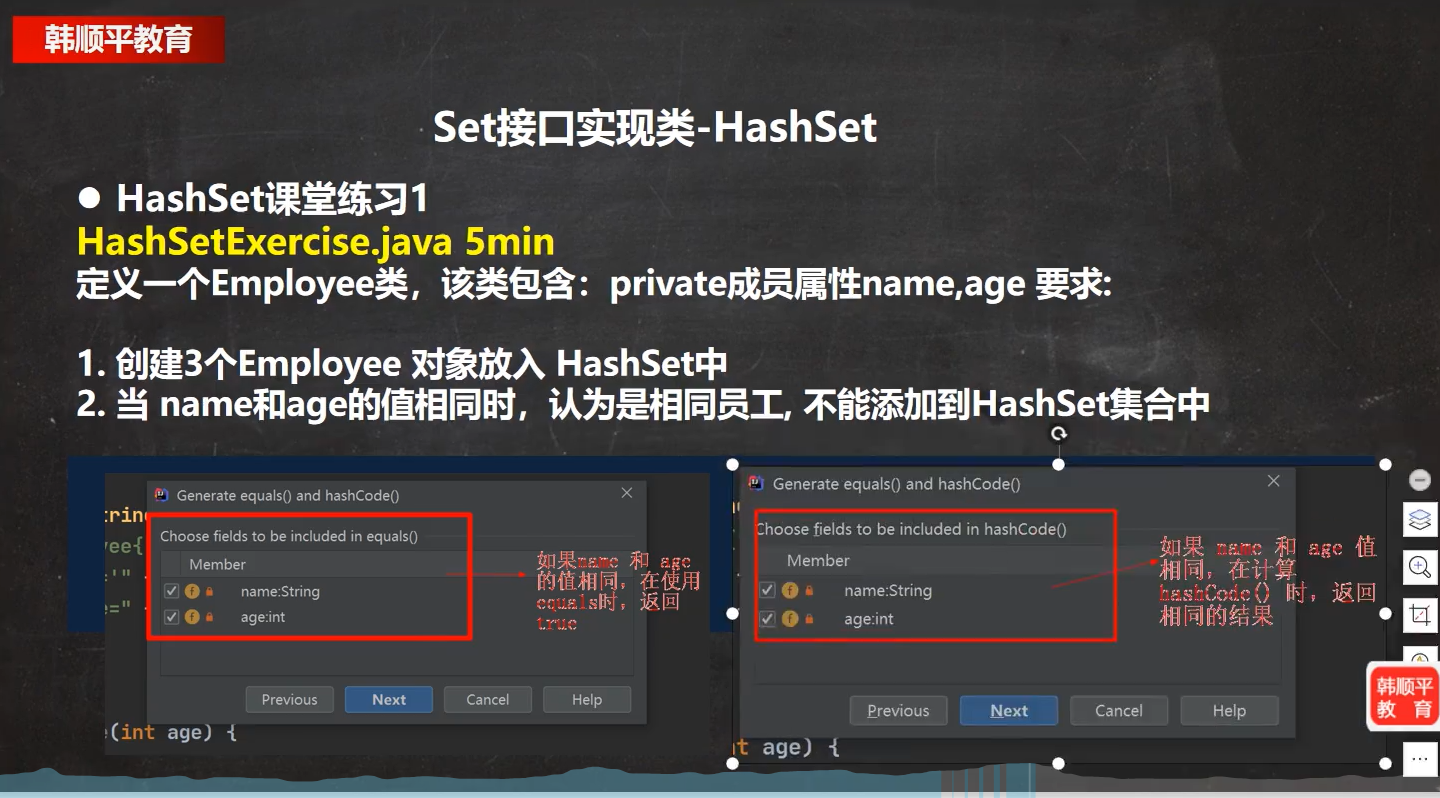 韩顺平教育
Set接口实现类-HashSet
● HashSet课堂练习1
HashSetExercise.java 5min
定义一个Employee类，该类包含：private成员属性name,age 要求:
1. 创建3个Employee 对象放入 HashSet中
2. 当 name和age的值相同时，认为是相同员工, 不能添加到HashSet集合中
Generate equals() and hashCode()
Choose fields to be included in equals()
Member
name:String
age:int
Previous
Next
Cancel
Help
(int age) {
如果name 和 age
的值相同，在使用
equals时，返回
true
Generate equals() and hashCode()
Choose fields to be included in hashCode()
Member
name:String
age:int
Previous
Next
Cancel
Help
age) {
如果 name 和 age 值
相同，在计算
hashCode() 时，返回
相同的结果
韩顺平
教 育